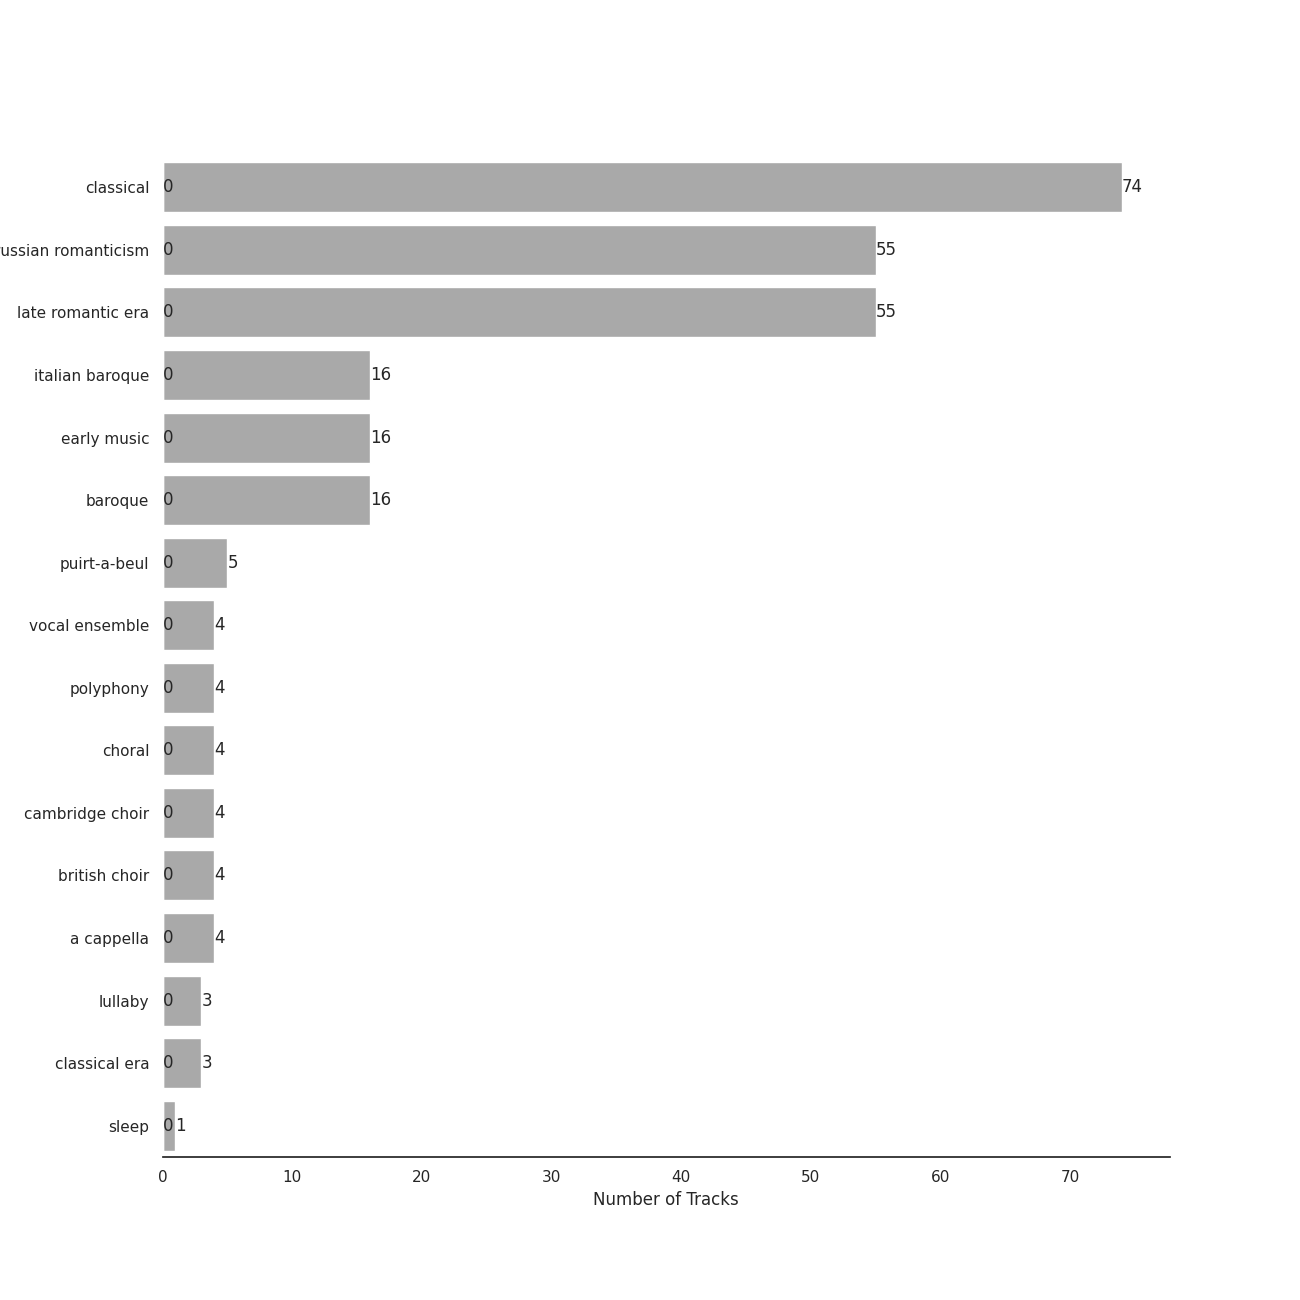 classical 0 74
ussian romanticism 0 55
late romantic era 0 55
italian baroque 0 16
early music 0 16
baroque 0 16
puirt-a-beul 0 5
vocal ensemble 0 4
polyphony 0 4
choral 0 4
cambridge choir 0 4
british choir 0 4
a cappella 0 4
lullaby 0 3
classical era 0 3
sleep 0 1
0 10 20 30 40 50 60 70
Number of Tracks